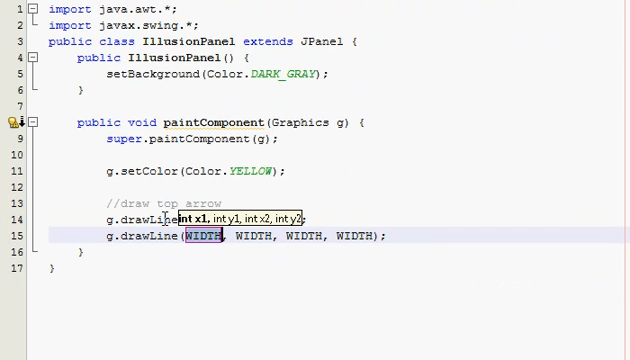 1 import java.awt.*;
2 import javax.swing.*;
3 public class IllusionPanel extends JPanel {
4 public IllusionPanel() {
5 setBackground(Color.DARK_GRAY);
6 }
7
8 public void paintComponent(Graphics g) {
9 super.paintComponent(g);
10
11 g.setColor(Color.YELLOW);
12
13 //draw top arrow
14 g.drawLine int x1, int y1, int x2, int y2 ;
15 g.drawLine(WIDTH, WIDTH, WIDTH, WIDTH);
16 }
17 }